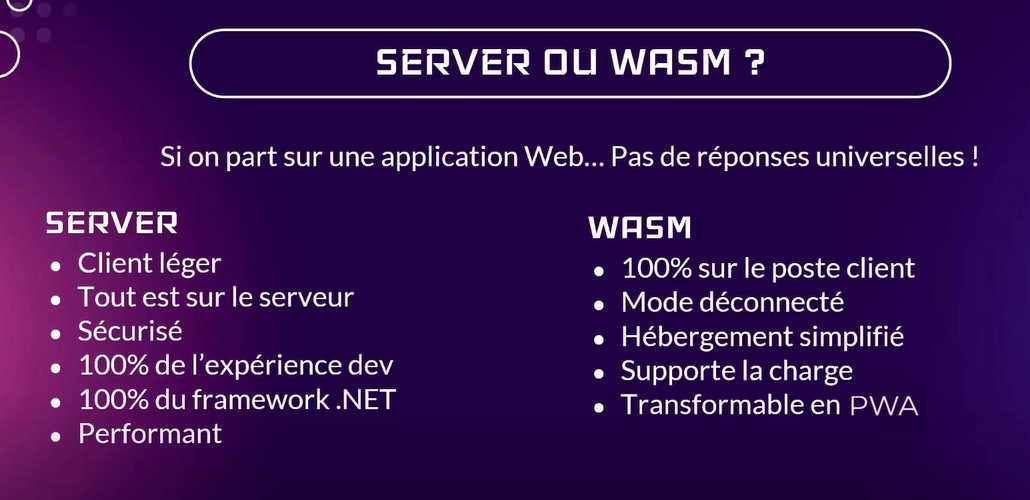 SERVER OU WASM ?
Si on part sur une application Web... Pas de réponses universelles !
SERVER
• Client léger
• Tout est sur le serveur
• Sécurisé
• 100% de l'expérience dev
• 100% du framework .NET
• Performant
WASM
• 100% sur le poste client
• Mode déconnecté
• Hébergement simplifié
• Supporte la charge
• Transformable en PWA